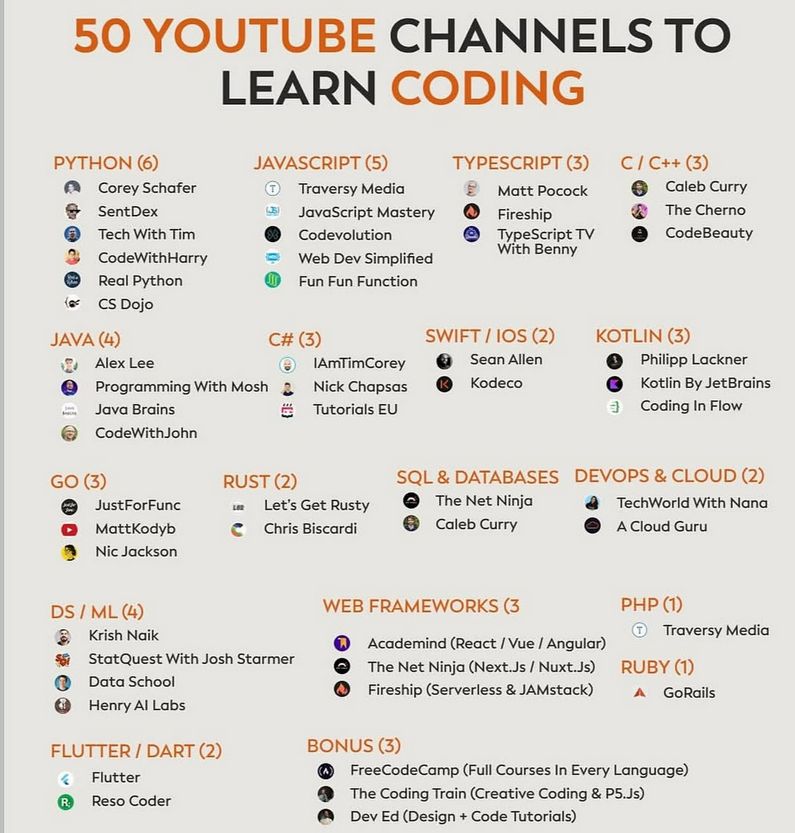 50 YOUTUBE CHANNELS TO
LEARN CODING
PYTHON (6)
Corey Schafer
SentDex
Tech With Tim
CodeWithHarry
Real Python
CS Dojo
JAVASCRIPT (5)
Traversy Media
JavaScript Mastery
Codevolution
Web Dev Simplified
Fun Fun Function
TYPESCRIPT (3)
Matt Pocock
Fireship
TypeScript TV
With Benny
C / C++ (3)
Caleb Curry
The Cherno
CodeBeauty
JAVA (4)
Alex Lee
Programming With Mosh
Java Brains
CodeWithJohn
C# (3)
IAmTimCorey
Nick Chapsas
Tutorials EU
SWIFT / IOS (2)
Sean Allen
Kodeco
KOTLIN (3)
Philipp Lackner
Kotlin By JetBrains
Coding In Flow
GO (3)
JustForFunc
MattKodyb
Nic Jackson
RUST (2)
Let's Get Rusty
Chris Biscardi
SQL & DATABASES
The Net Ninja
Caleb Curry
DEVOPS & CLOUD (2)
TechWorld With Nana
A Cloud Guru
DS / ML (4)
Krish Naik
StatQuest With Josh Starmer
Data School
Henry AI Labs
WEB FRAMEWORKS (3
Academind (React / Vue / Angular)
The Net Ninja (Next.Js / Nuxt.Js)
Fireship (Serverless & JAMstack)
PHP (1)
Traversy Media
RUBY (1)
GoRails
FLUTTER / DART (2)
Flutter
Reso Coder
BONUS (3)
FreeCodeCamp (Full Courses In Every Language)
The Coding Train (Creative Coding & P5.Js)
Dev Ed (Design + Code Tutorials)